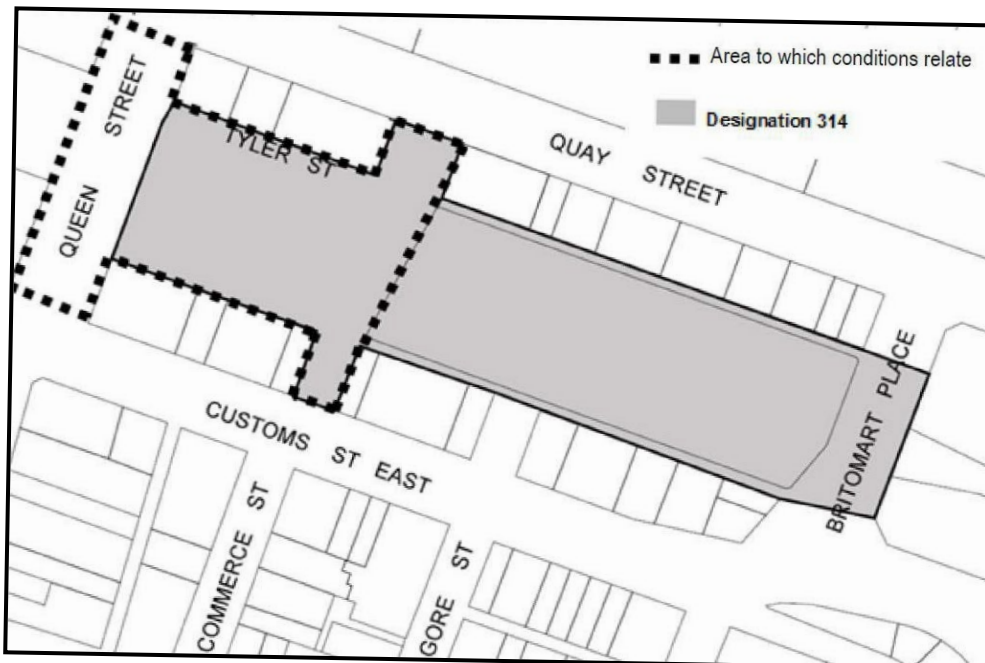 Area to which conditions relate
Designation 314
QUEEN STREET
TYLER ST
QUAY STREET
BRITOMART PLACE
CUSTOMS ST EAST
COMMERCE ST
GORE ST